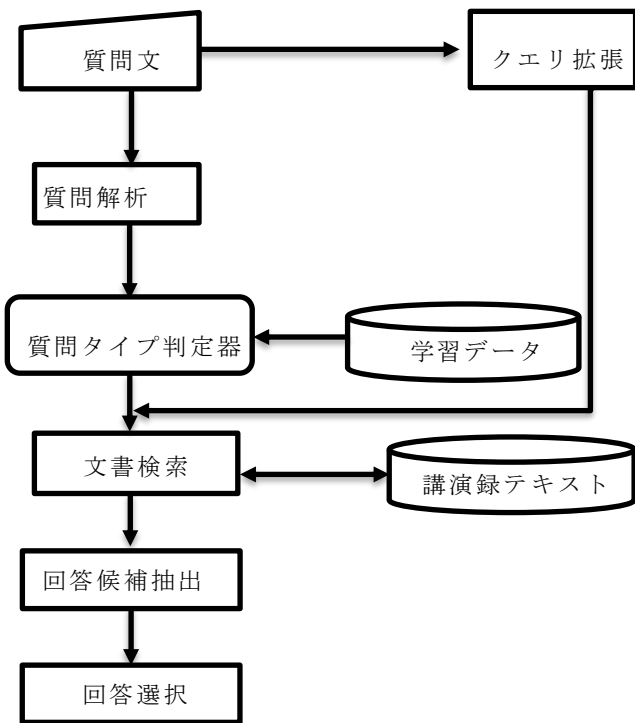 質問文
クエリ拡張
質問解析
質問タイプ判定器
学習データ
文書検索
講演録テキスト
回答候補抽出
回答選択